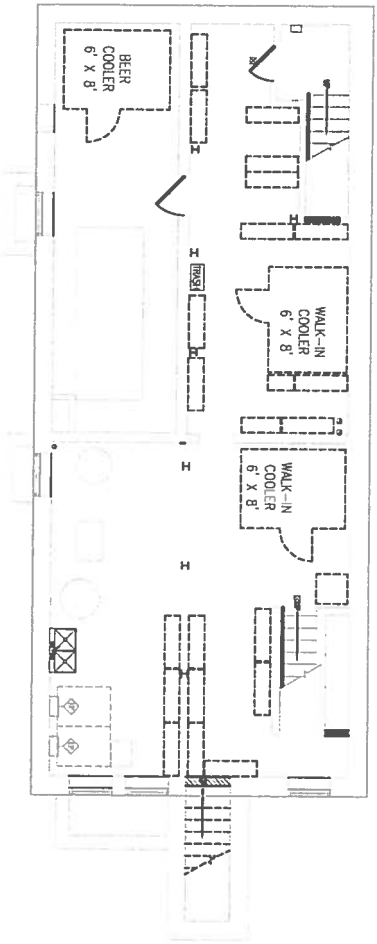 BEER
COOLER
6' X 8'
WALK-IN
COOLER
6' X 8'
TRASH
WALK-IN
COOLER
6' X 8'